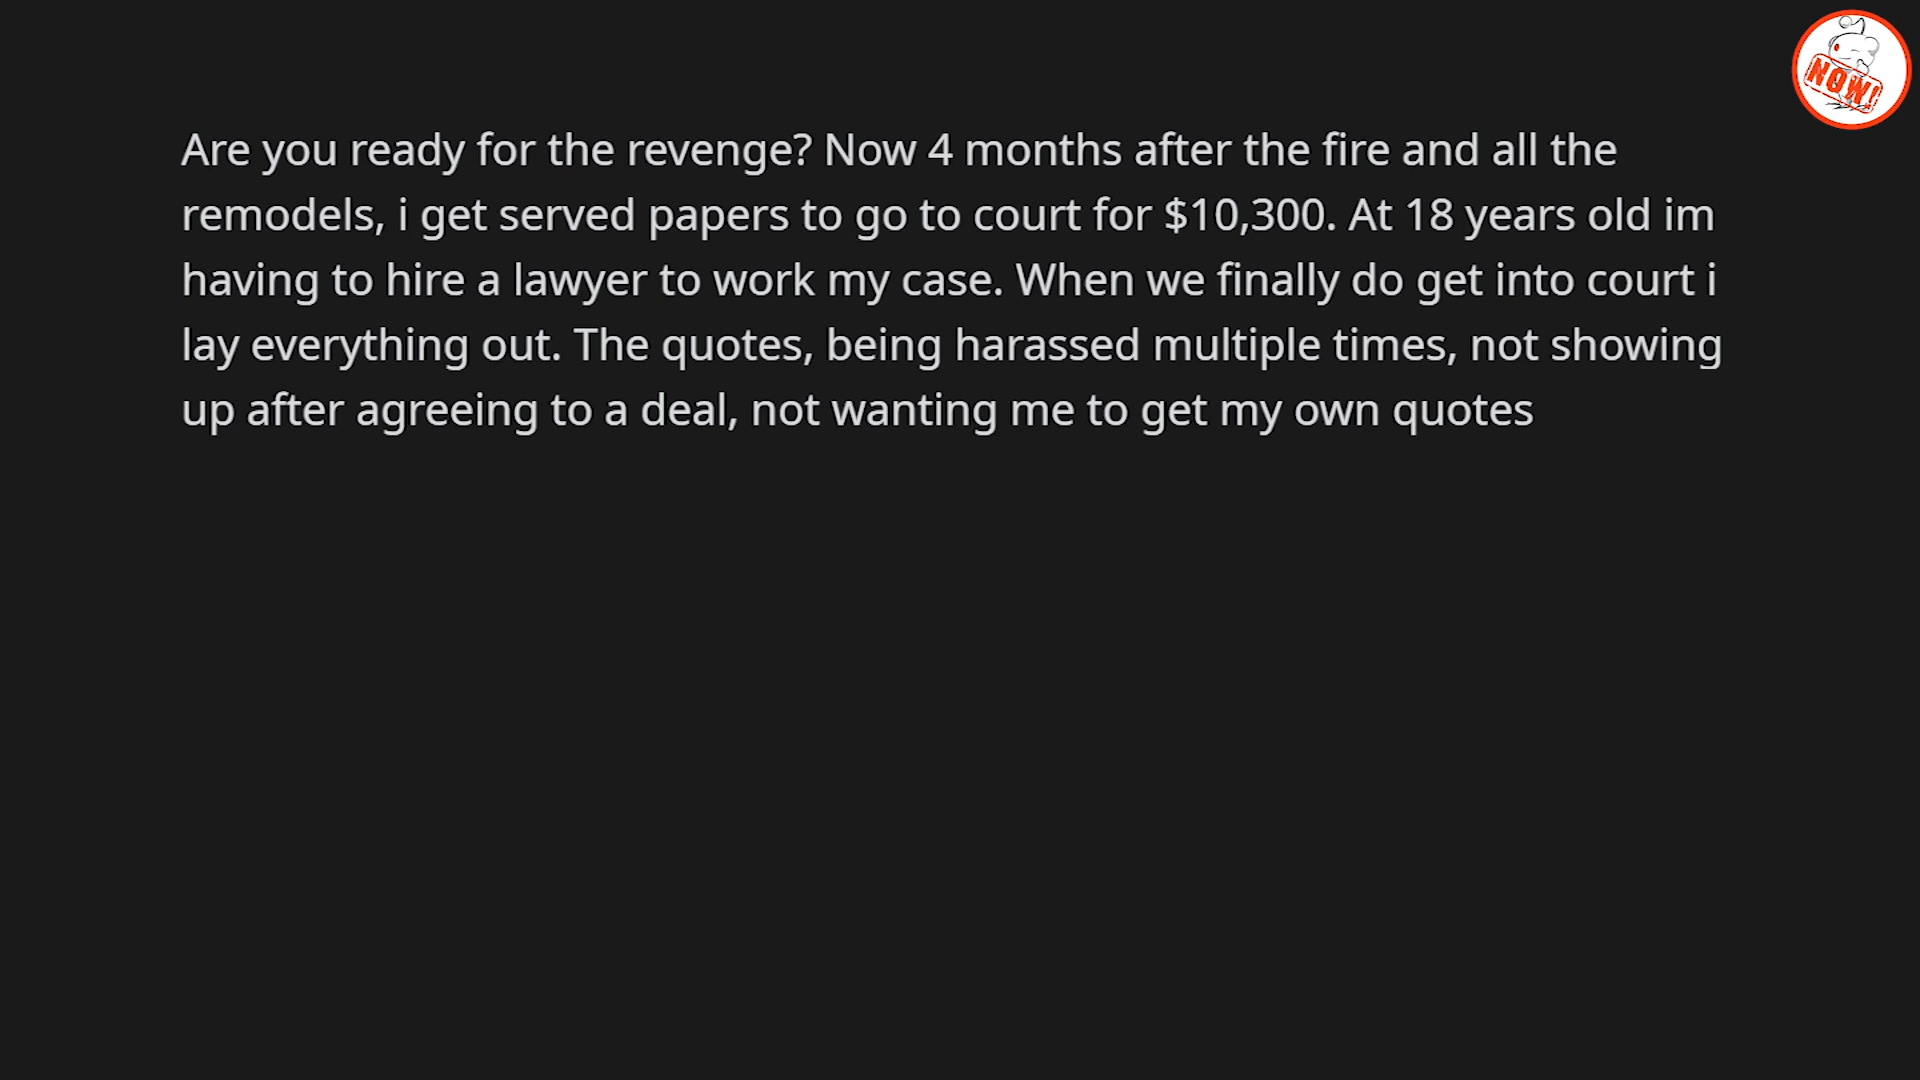 NOW!
Are you ready for the revenge? Now 4 months after the fire and all the
remodels, i get served papers to go to court for $10,300. At 18 years old im
having to hire a lawyer to work my case. When we finally do get into court i
lay everything out. The quotes, being harassed multiple times, not showing
up after agreeing to a deal, not wanting me to get my own quotes